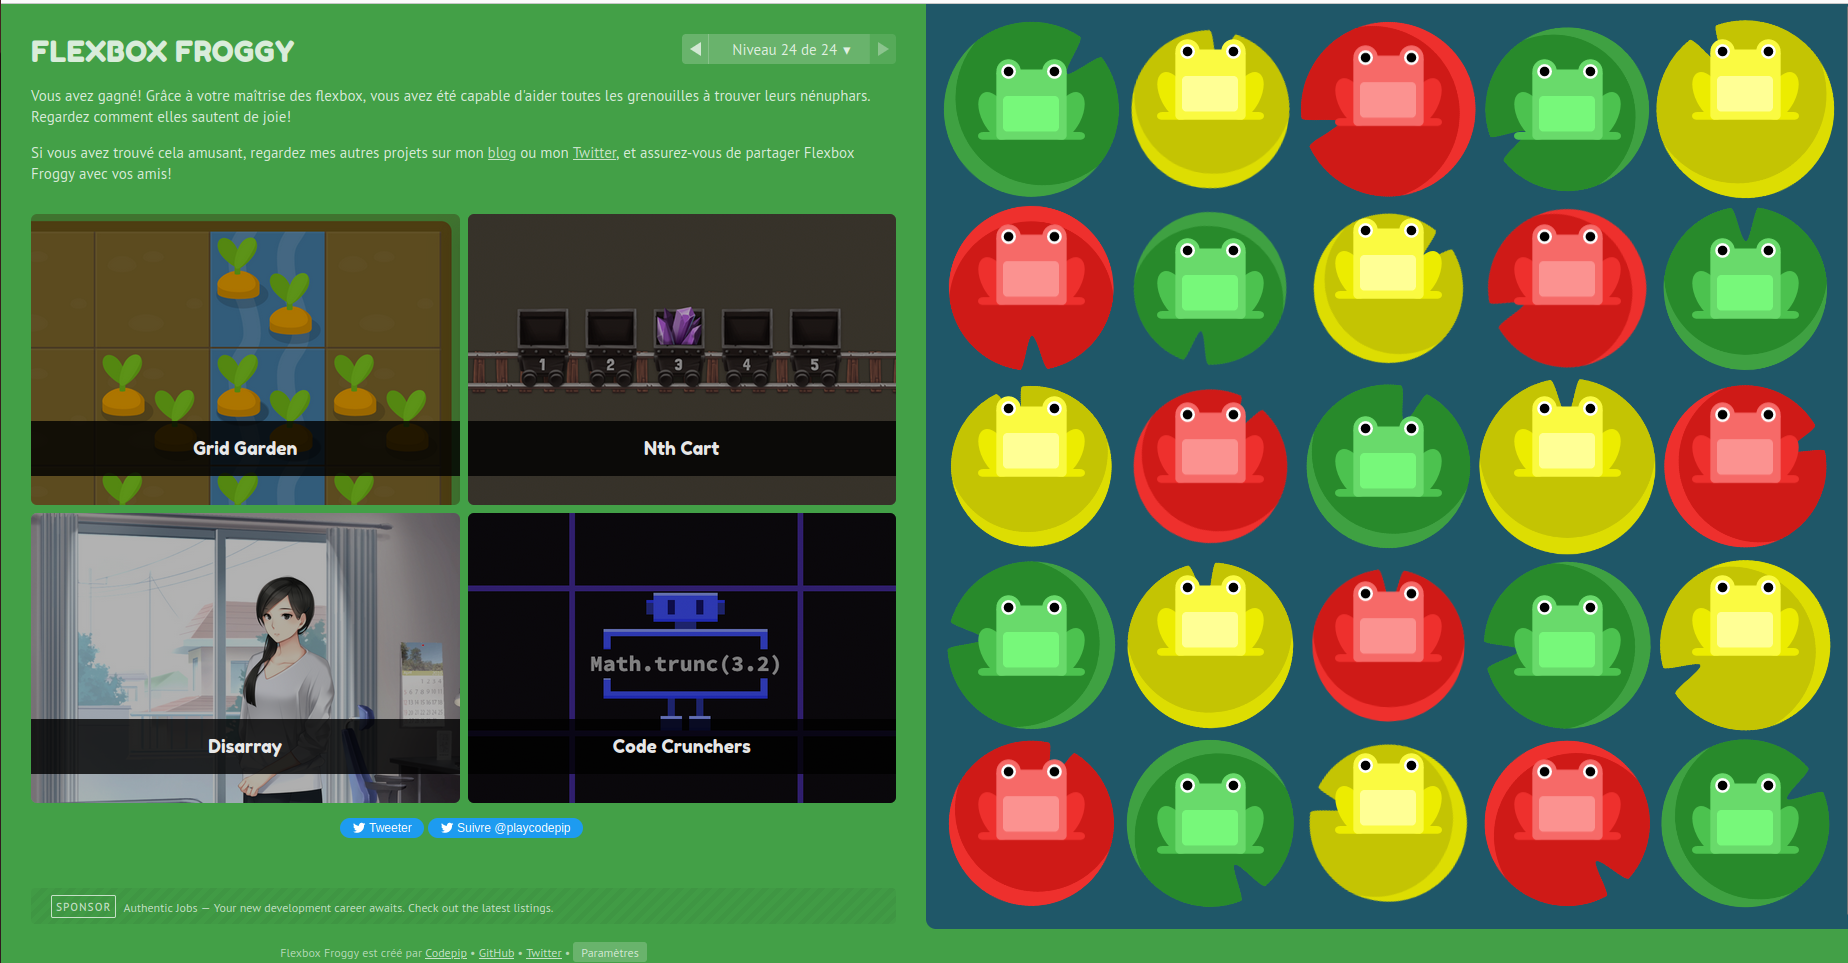 FLEXBOX FROGGY
Niveau 24 de 24 ▾
Vous avez gagné! Grâce à votre maîtrise des flexbox, vous avez été capable d'aider toutes les grenouilles à trouver leurs nénuphars.
Regardez comment elles sautent de joie!
Si vous avez trouvé cela amusant, regardez mes autres projets sur mon blog ou mon Twitter, et assurez-vous de partager Flexbox
Froggy avec vos amis!
1 2 3 4 5
Grid Garden
Nth Cart
Math.trunc(3.2)
Disarray
Code Crunchers
Tweeter
Suivre @playcodepip
SPONSOR
Authentic Jobs — Your new development career awaits. Check out the latest listings.
Flexbox Froggy est créé par Codepip • GitHub • Twitter • Paramètres